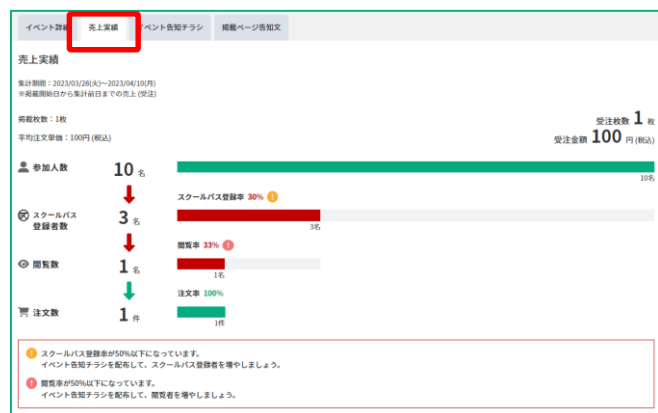 イベント詳細 売上実績 イベント告知チラシ 掲載ページ告知文
売上実績
集計期間：2023/03/28(火)～2023/04/10(月)
※掲載開始日から集計前日までの売上 (受注)
掲載枚数：1枚
平均注文単価：100円 (税込)
受注枚数 1 枚
受注金額 100 円 (税込)
参加人数 10 名
10名
スクールパス登録率 30%
スクールパス
登録者数 3 名
3名
閲覧率 33%
閲覧数 1 名
1名
注文率 100%
注文数 1 件
1件
スクールパス登録率が50%以下になっています。
イベント告知チラシを配布して、スクールパス登録者を増やしましょう。
閲覧率が50%以下になっています。
イベント告知チラシを配布して、閲覧者を増やしましょう。